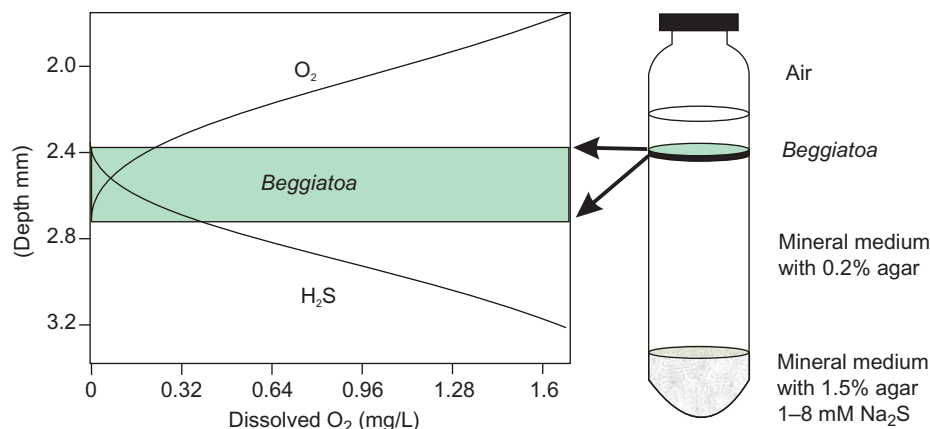 2.0
2.4
2.8
3.2
(Depth mm)
O₂
Beggiatoa
H₂S
0
0.32
0.64
0.96
1.28
1.6
Dissolved O₂ (mg/L)
Air
Beggiatoa
Mineral medium
with 0.2% agar
Mineral medium
with 1.5% agar
1–8 mM Na₂S